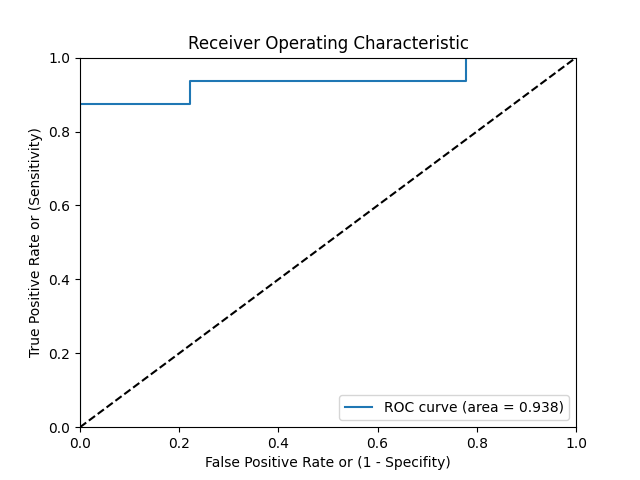 Receiver Operating Characteristic
True Positive Rate or (Sensitivity)
1.0
0.8
0.6
0.4
0.2
0.0
ROC curve (area = 0.938)
0.0 0.2 0.4 0.6 0.8 1.0
False Positive Rate or (1 - Specifity)